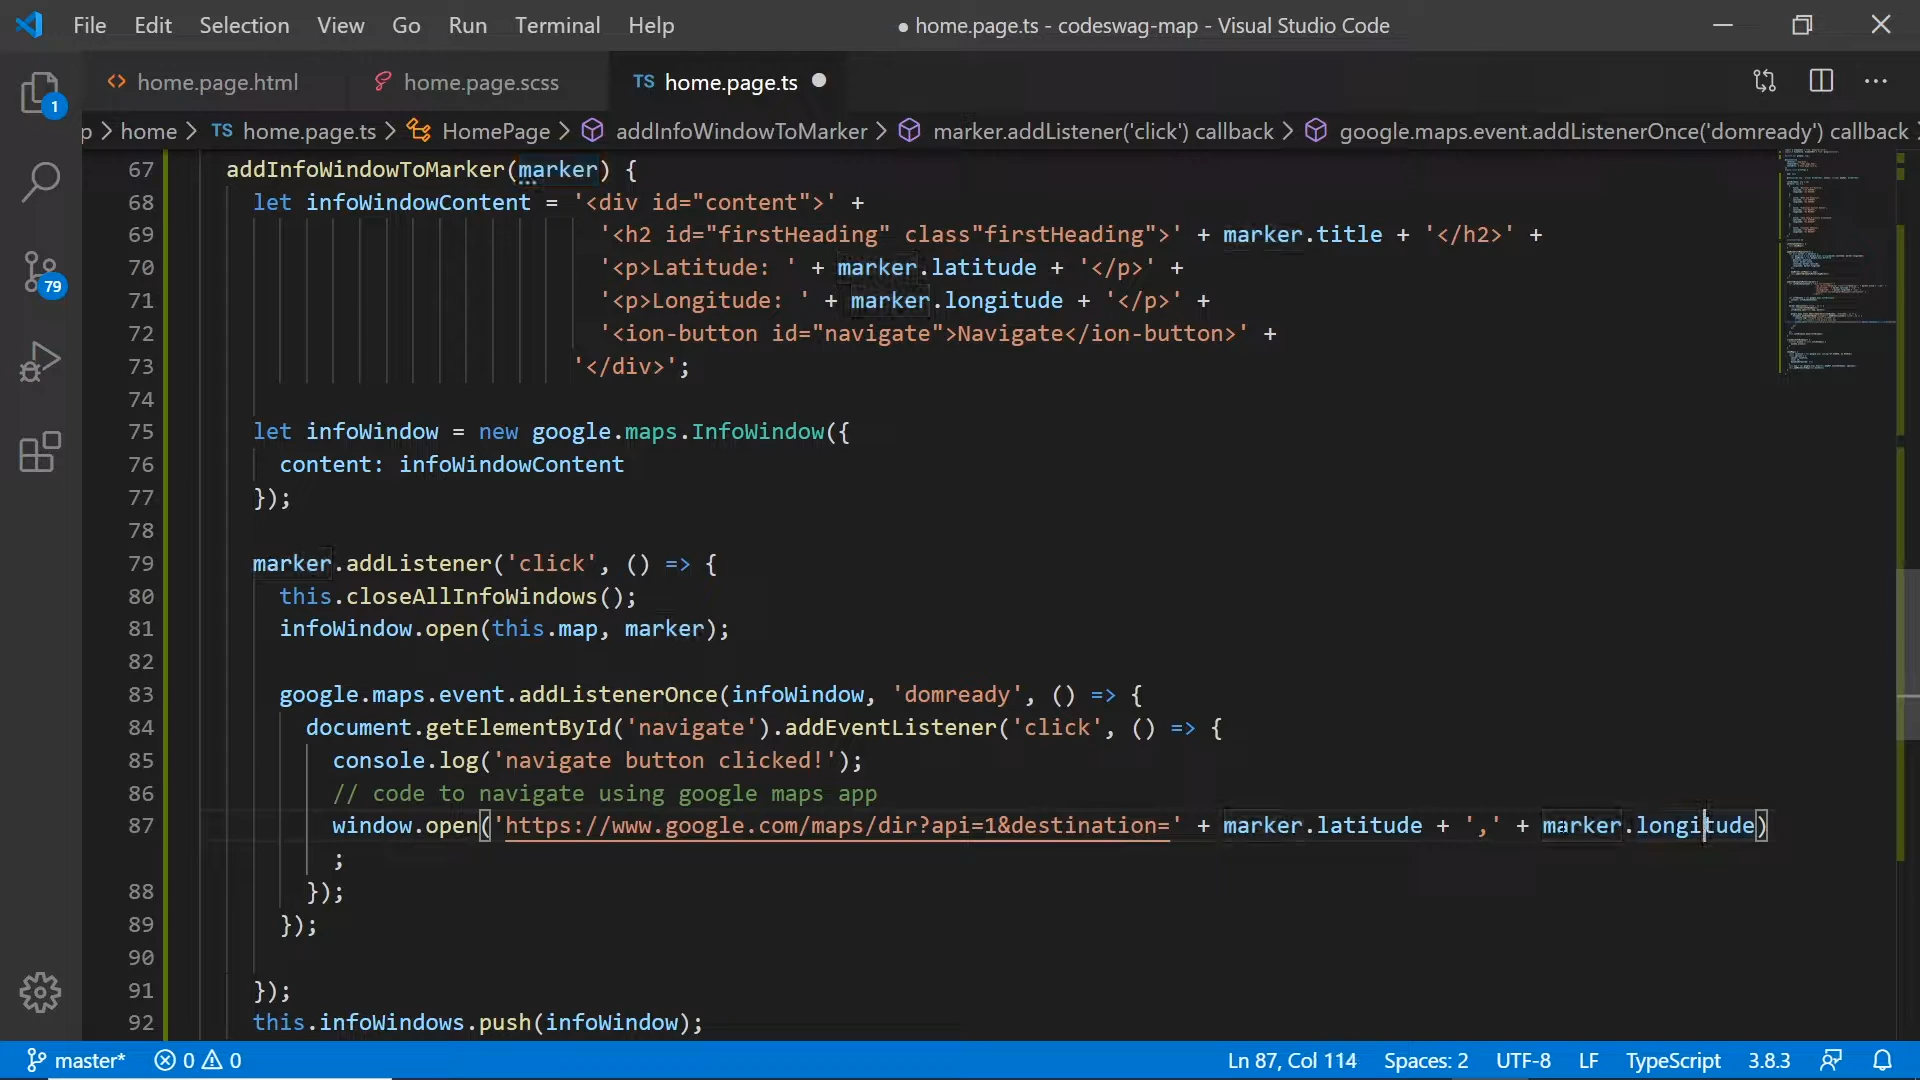 File Edit Selection View Go Run Terminal Help ● home.page.ts - codeswag-map - Visual Studio Code
home.page.html home.page.scss TS home.page.ts
p > home > TS home.page.ts > HomePage > addInfoWindowToMarker > marker.addListener('click') callback > google.maps.event.addListenerOnce('domready') callback >
1
79
67 addInfoWindowToMarker(marker) {
68 let infoWindowContent = '<div id="content">' +
69 '<h2 id="firstHeading" class"firstHeading">' + marker.title + '</h2>' +
70 '<p>Latitude: ' + marker.latitude + '</p>' +
71 '<p>Longitude: ' + marker.longitude + '</p>' +
72 '<ion-button id="navigate">Navigate</ion-button>' +
73 '</div>';
74
75 let infoWindow = new google.maps.InfoWindow({
76 content: infoWindowContent
77 });
78
79 marker.addListener('click', () => {
80 this.closeAllInfoWindows();
81 infoWindow.open(this.map, marker);
82
83 google.maps.event.addListenerOnce(infoWindow, 'domready', () => {
84 document.getElementById('navigate').addEventListener('click', () => {
85 console.log('navigate button clicked!');
86 // code to navigate using google maps app
87 window.open('https://www.google.com/maps/dir?api=1&destination=' + marker.latitude + ',' + marker.longitude)
;
88 });
89 });
90
91 });
92 this.infoWindows.push(infoWindow);
master* 0 0 Ln 87, Col 114 Spaces: 2 UTF-8 LF TypeScript 3.8.3